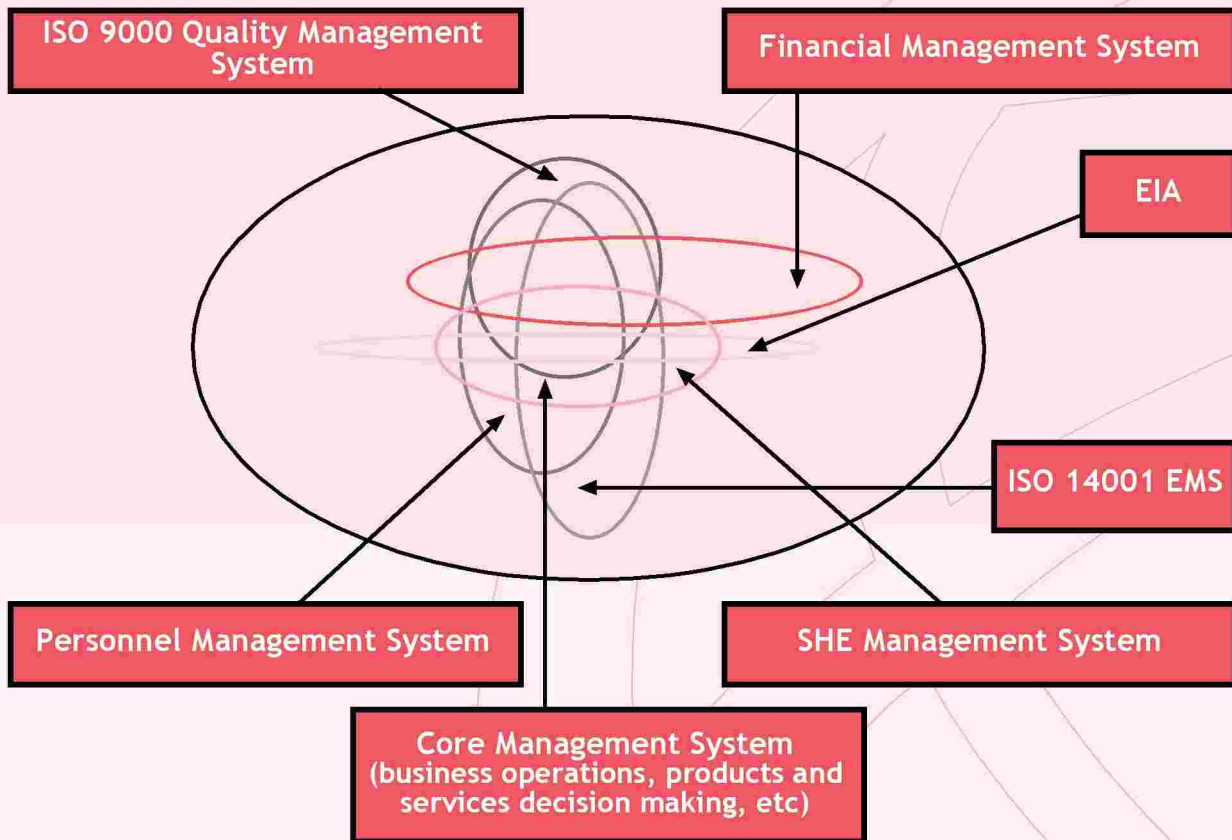 ISO 9000 Quality Management
System
Financial Management System
EIA
ISO 14001 EMS
Personnel Management System
SHE Management System
Core Management System
(business operations, products and
services decision making, etc)